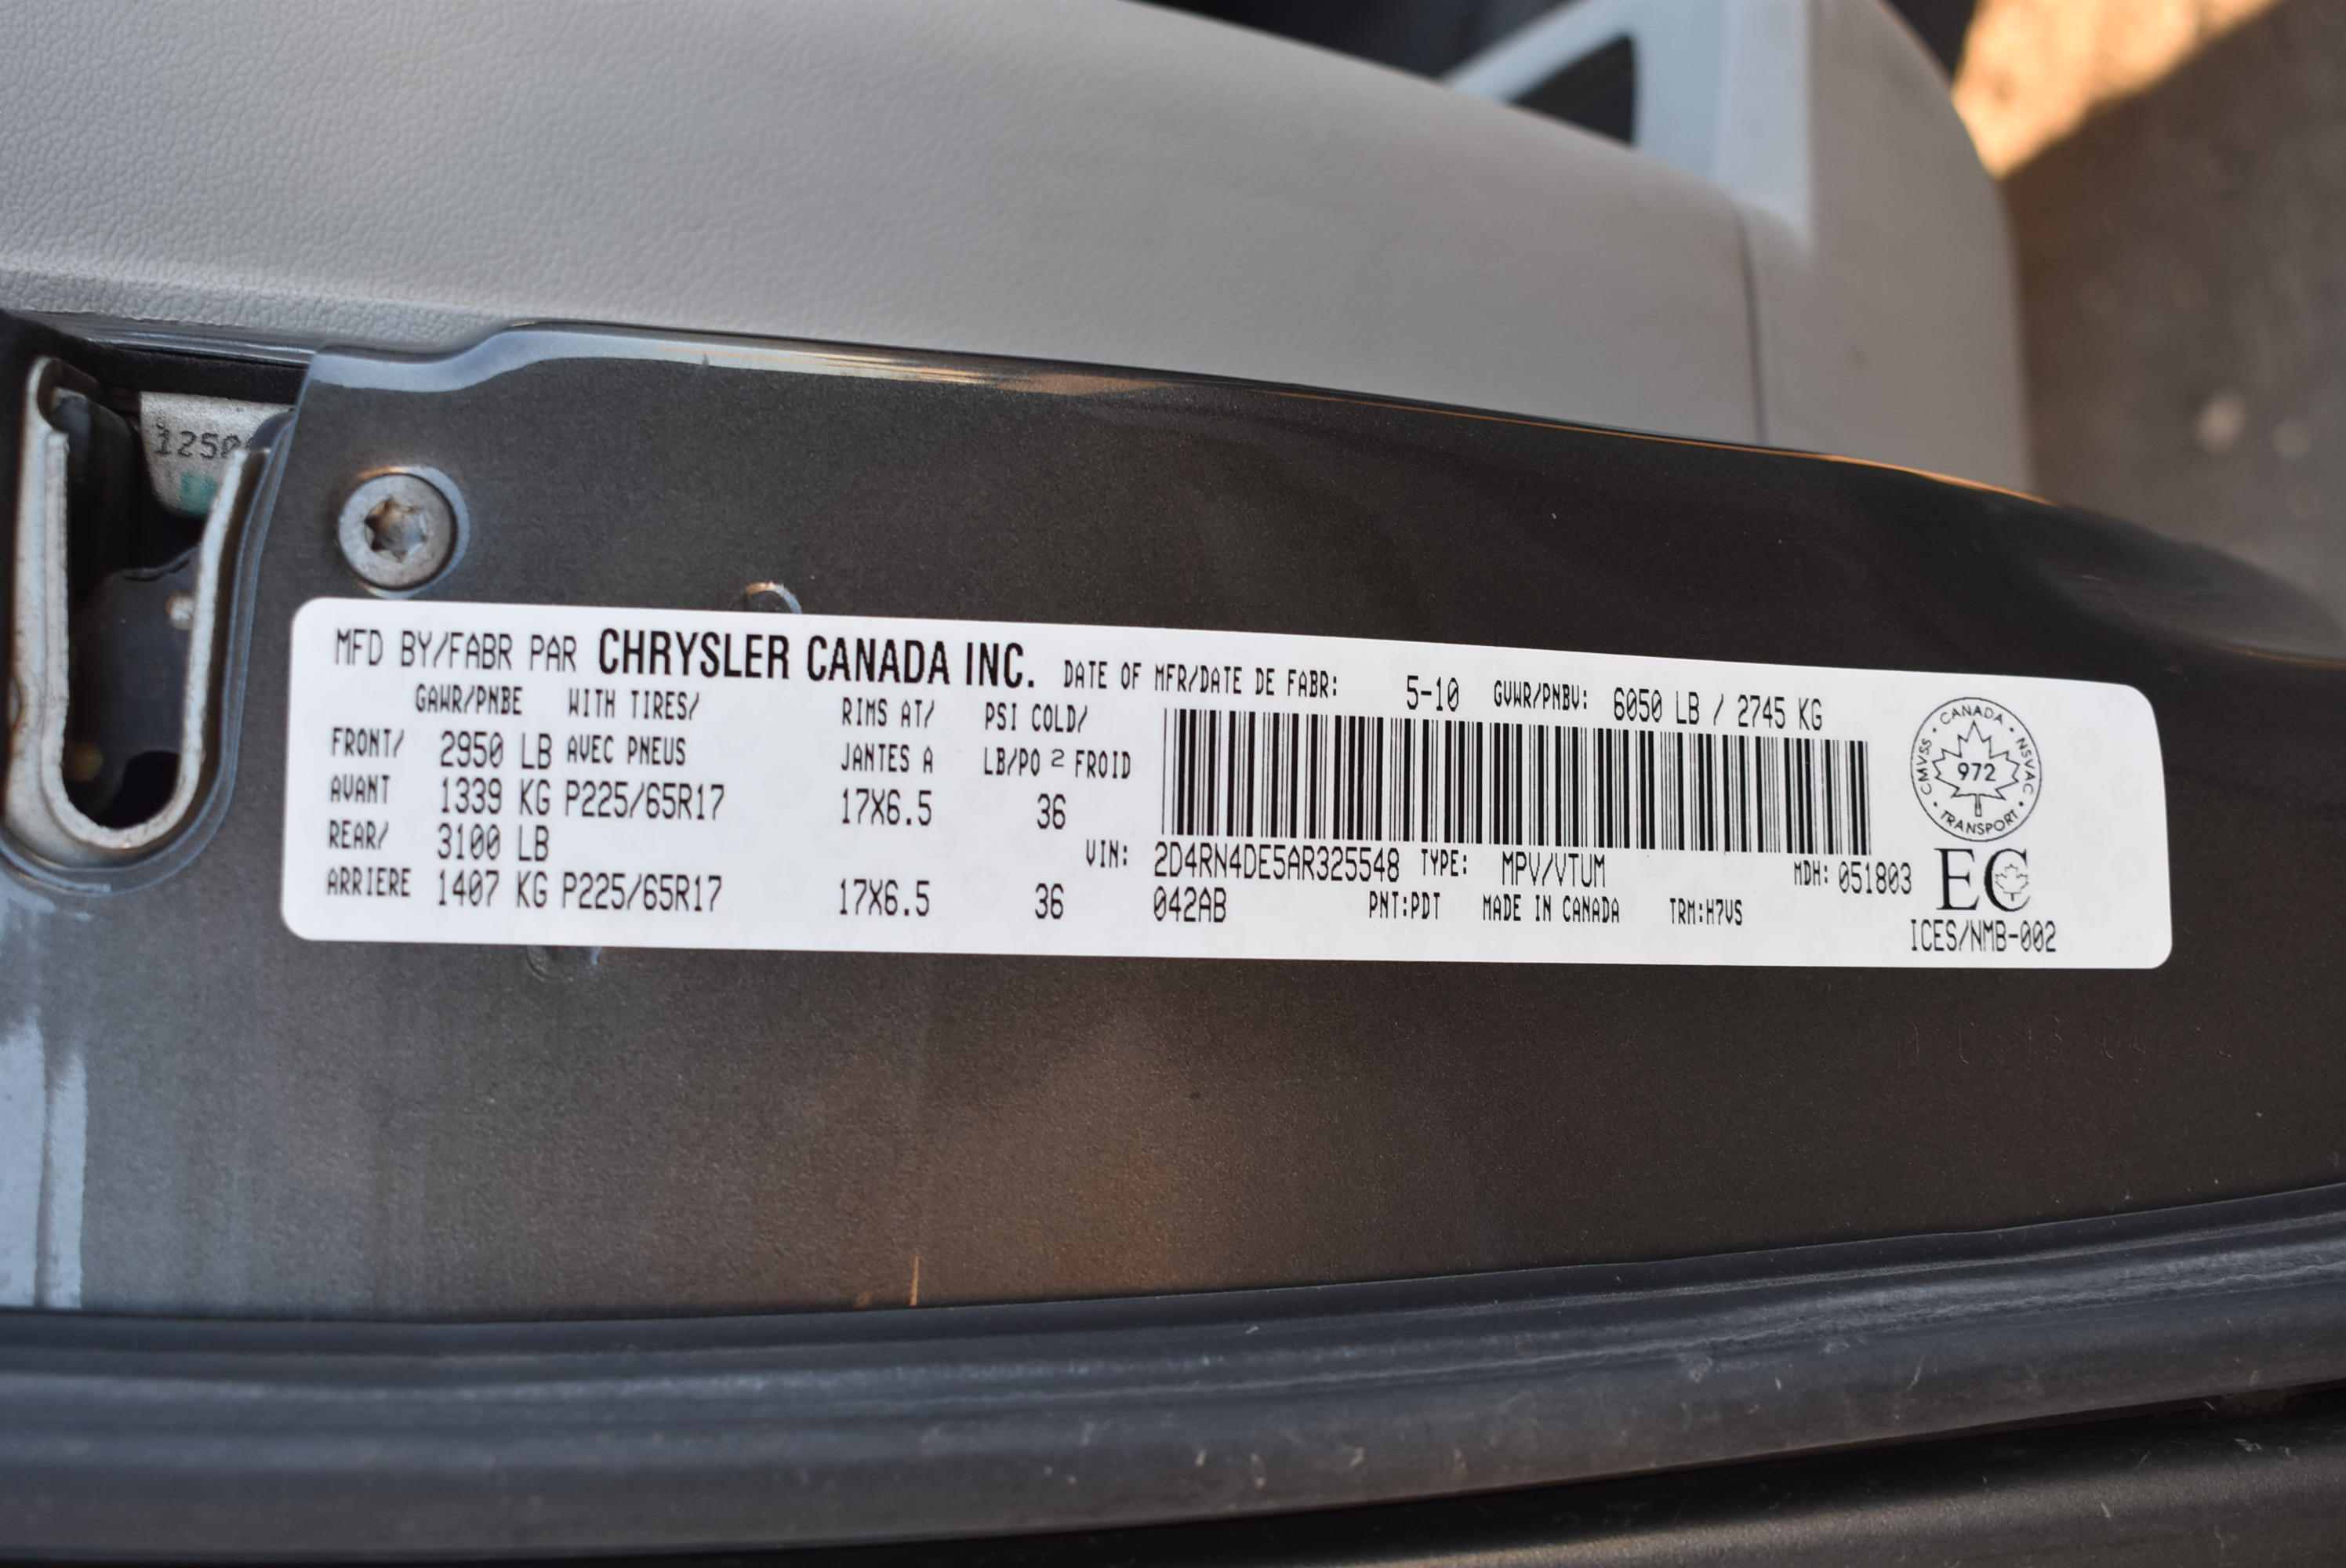 1250
MFD BY/FABR PAR CHRYSLER CANADA INC. DATE OF MFR/DATE DE FABR: 5-10 GVWR/PNBV: 6050 LB / 2745 KG
GAWR/PNBE WITH TIRES/ RIMS AT/ PSI COLD/
FRONT/ 2950 LB AVEC PNEUS JANTES A LB/PO 2 FROID
AVANT 1339 KG P225/65R17 17X6.5 36
REAR/ 3100 LB
ARRIERE 1407 KG P225/65R17 17X6.5 36
VIN: 2D4RN4DE5AR325548 TYPE: MPV/VTUM MDH: 051803
042AB PNT:PDT MADE IN CANADA TRM:H7VS
CANADA · NSVAC · TRANSPORT · CMVSS
972
EC
ICES/NMB-002